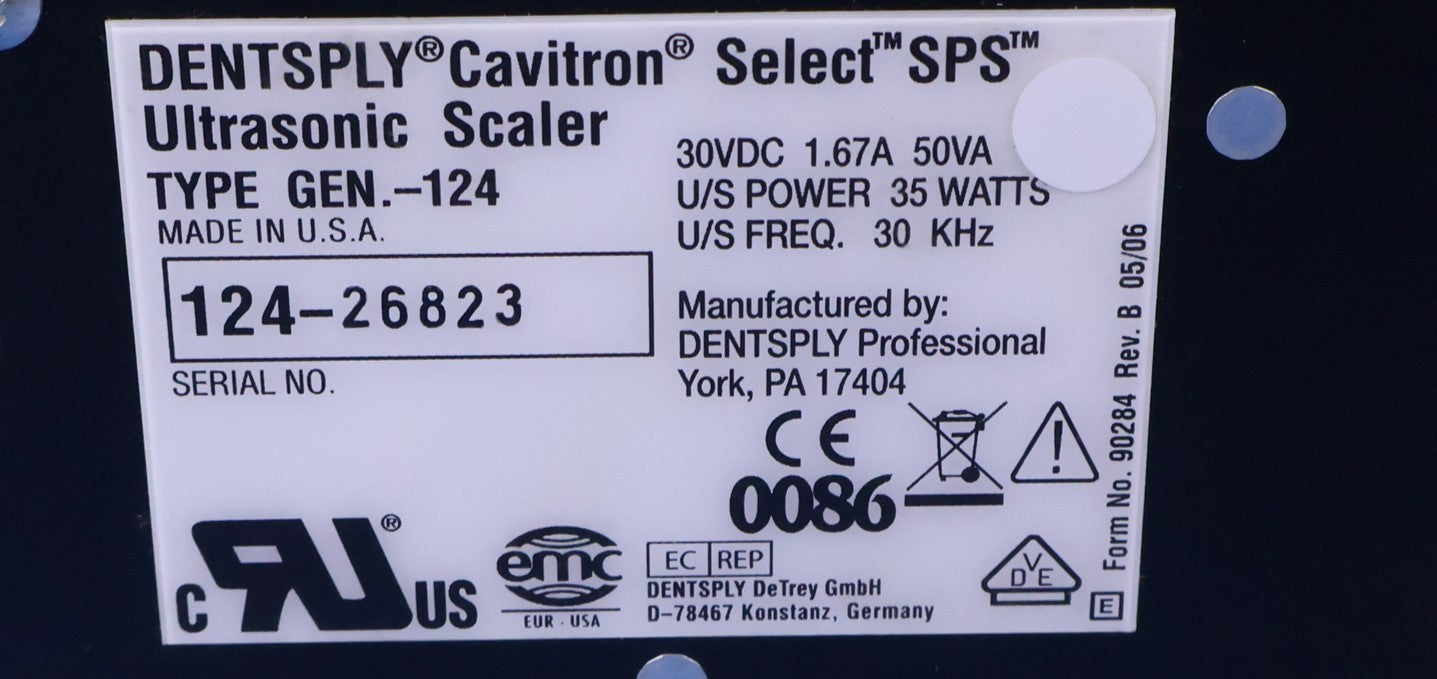 DENTSPLY® Cavitron® Select™ SPS™
Ultrasonic Scaler
TYPE GEN.-124
MADE IN U.S.A.
124-26823
SERIAL NO.
30VDC 1.67A 50VA
U/S POWER 35 WATTS
U/S FREQ. 30 KHz
Manufactured by:
DENTSPLY Professional
York, PA 17404
CE
0086
C RU® US
emc
EUR · USA
EC REP
DENTSPLY DeTrey GmbH
D-78467 Konstanz, Germany
DVE
E
Form No. 90284 Rev. B 05/06